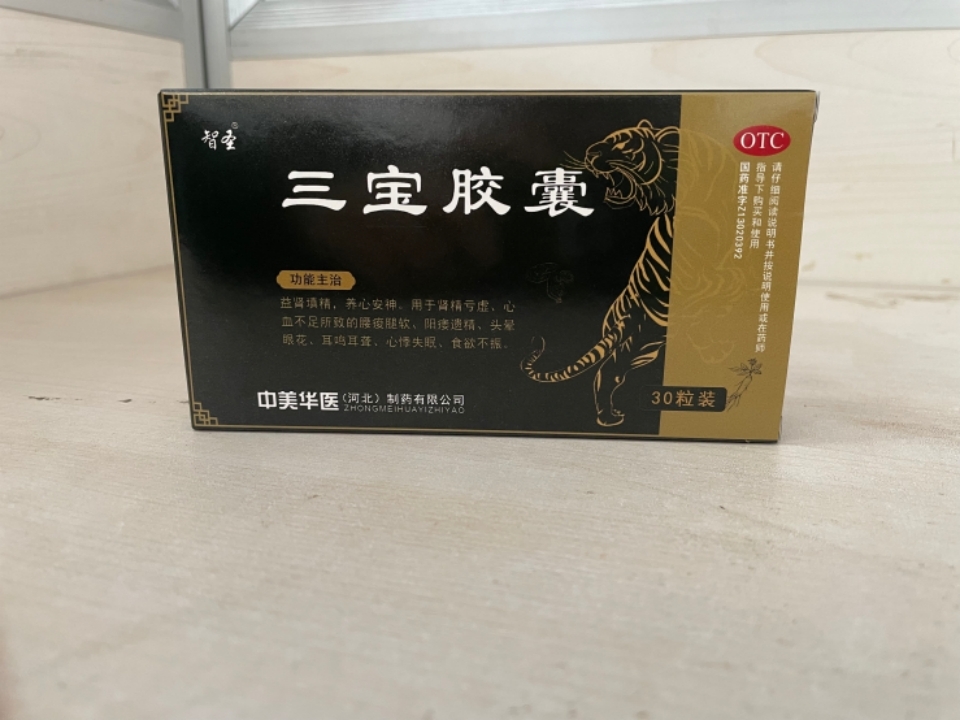 智圣
三宝胶囊
功能主治
益肾填精，养心安神。用于肾精亏虚、心
血不足所致的腰痠腿软、阳痿遗精、头晕
眼花、耳鸣耳聋、心悸失眠、食欲不振。
中美华医（河北）制药有限公司
ZHONGMEIHUAYIZHIYAO
OTC
请仔细阅读说明书并按说明使用或在药师
指导下购买和使用
国药准字Z13020392
30粒装